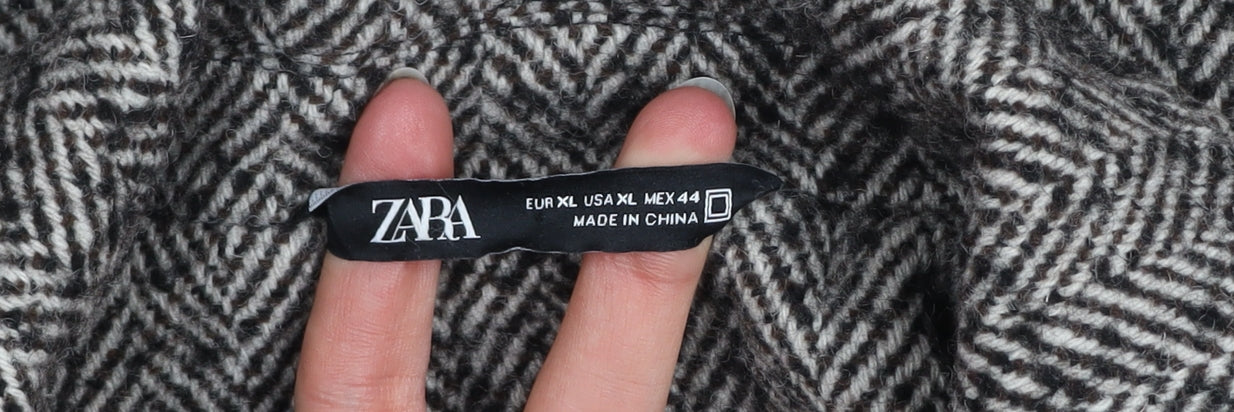 ZARA
EUR XL USA XL MEX 44
MADE IN CHINA